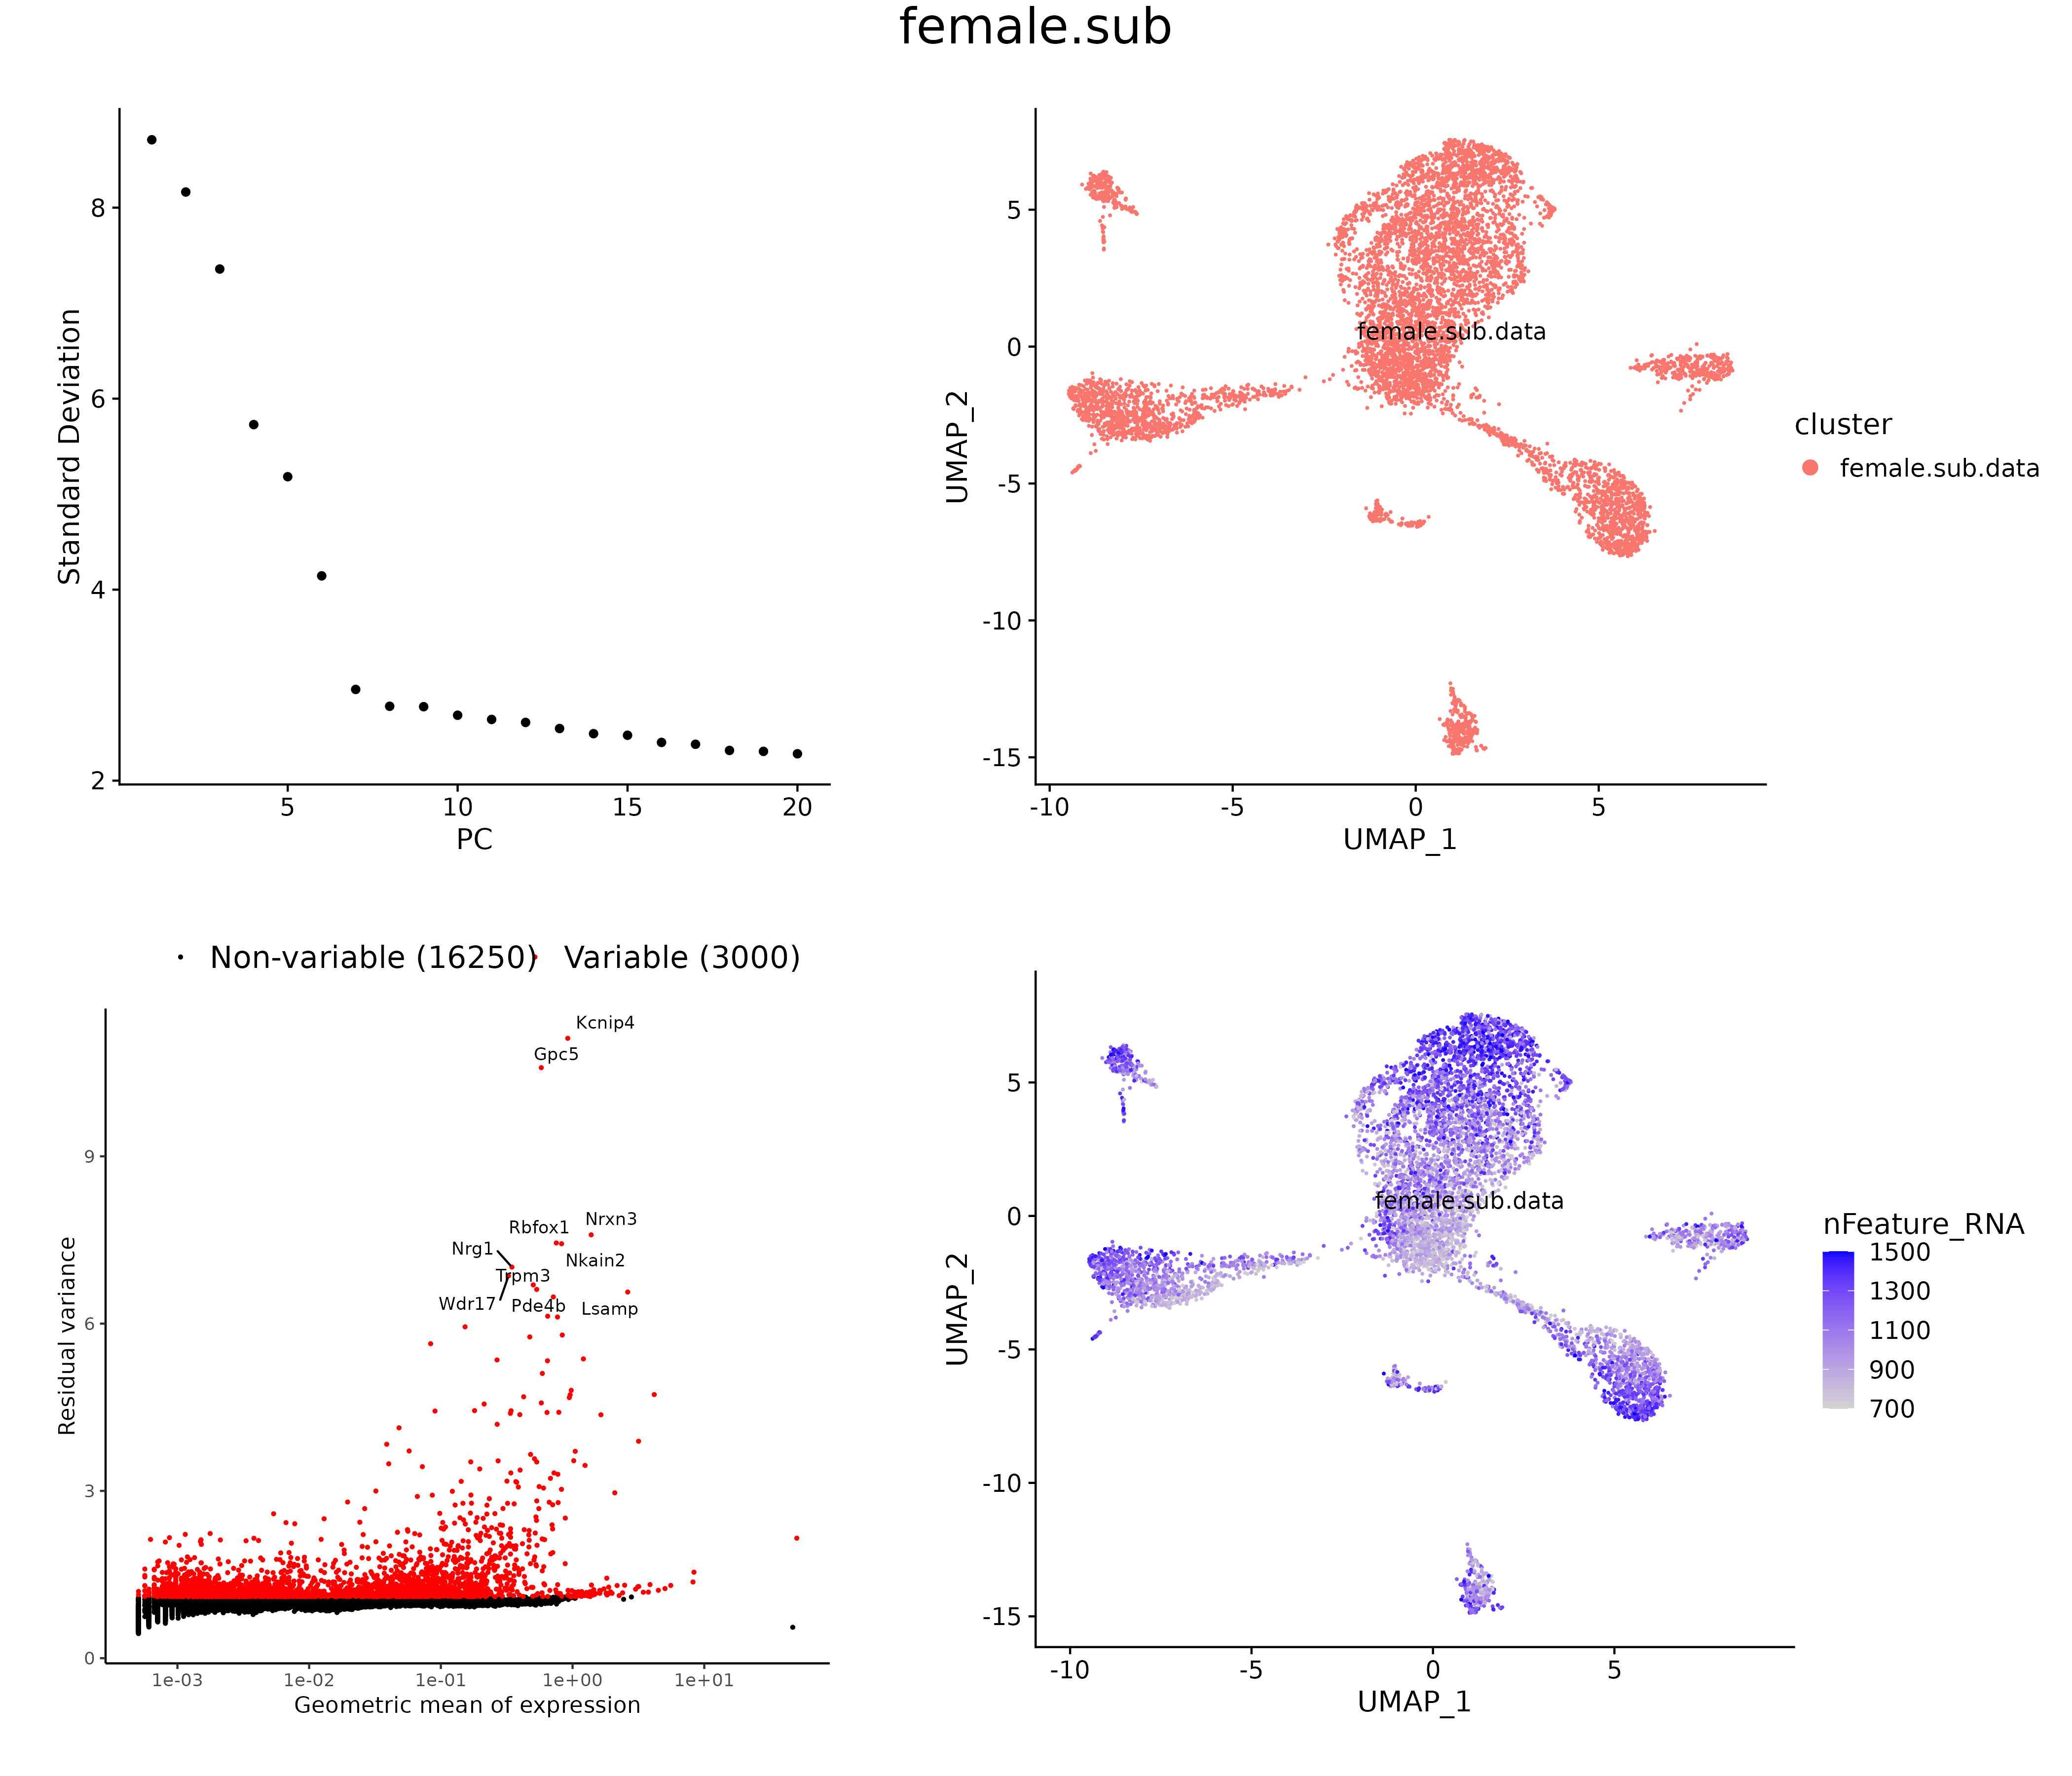 female.sub
8
6
4
2
Standard Deviation
5 10 15 20
PC
5
0
-5
-10
-15
UMAP_2
female.sub.data
-10 -5 0 5
UMAP_1
cluster
female.sub.data
Non-variable (16250) Variable (3000)
Kcnip4
Gpc5
Nrxn3
Rbfox1
Nrg1
Nkain2
Trpm3
Wdr17
Pde4b
Lsamp
9
6
3
0
Residual variance
1e-03 1e-02 1e-01 1e+00 1e+01
Geometric mean of expression
5
0
-5
-10
-15
UMAP_2
female.sub.data
-10 -5 0 5
UMAP_1
nFeature_RNA
1500
1300
1100
900
700